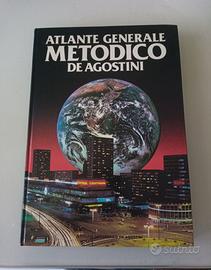 ATLANTE GENERALE
METODICO
DE AGOSTINI
subito